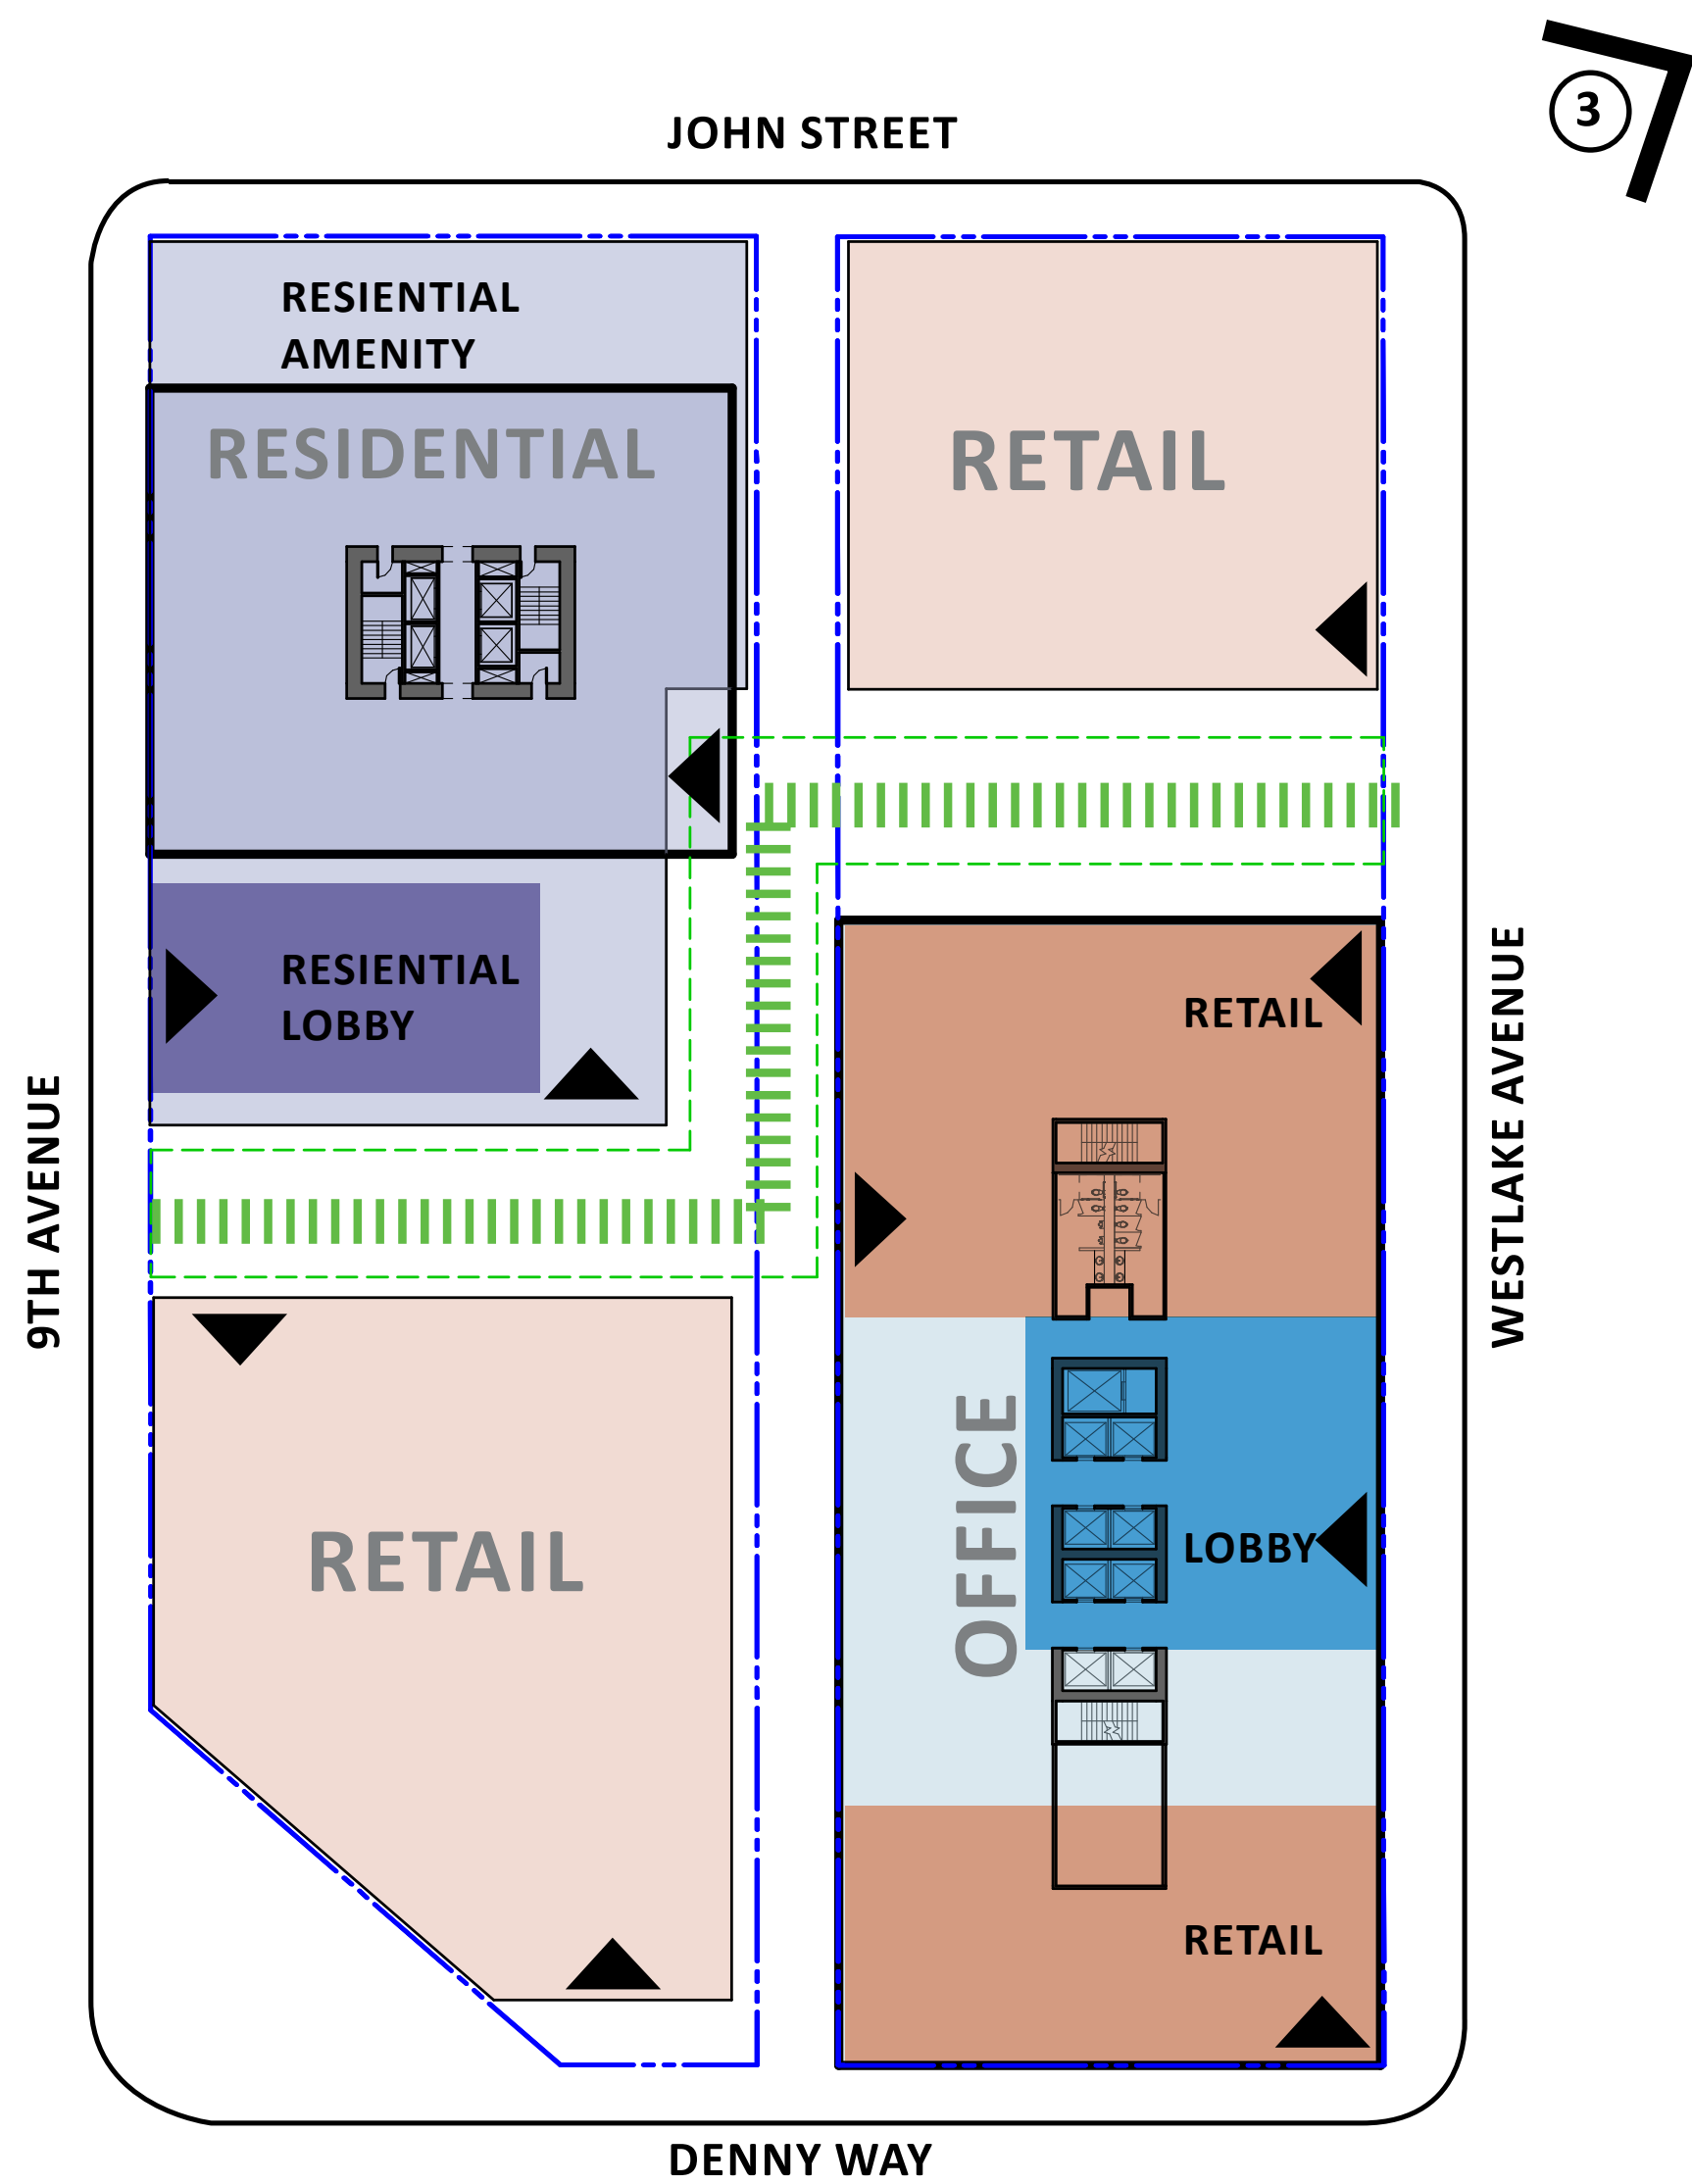 3
JOHN STREET
RESIENTIAL
AMENITY
RESIDENTIAL
RETAIL
RESIENTIAL
LOBBY
RETAIL
9TH AVENUE
WESTLAKE AVENUE
OFFICE
RETAIL
LOBBY
RETAIL
DENNY WAY